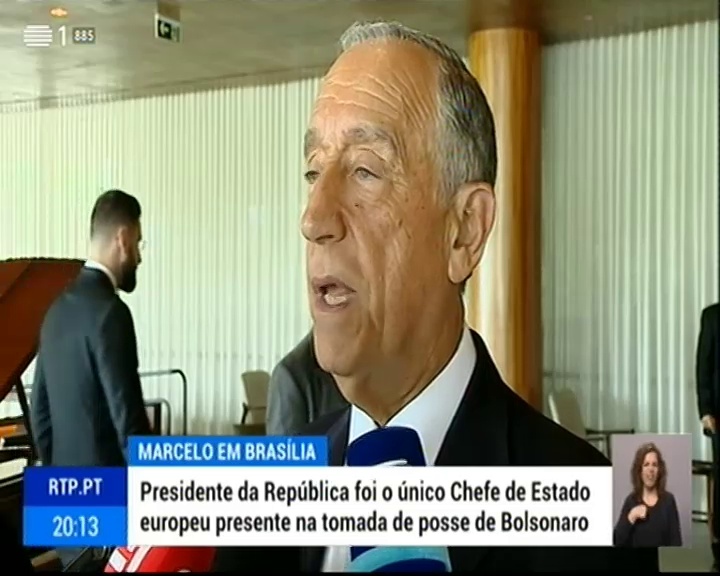 1 885
MARCELO EM BRASÍLIA
RTP.PT
20:13
Presidente da República foi o único Chefe de Estado
europeu presente na tomada de posse de Bolsonaro